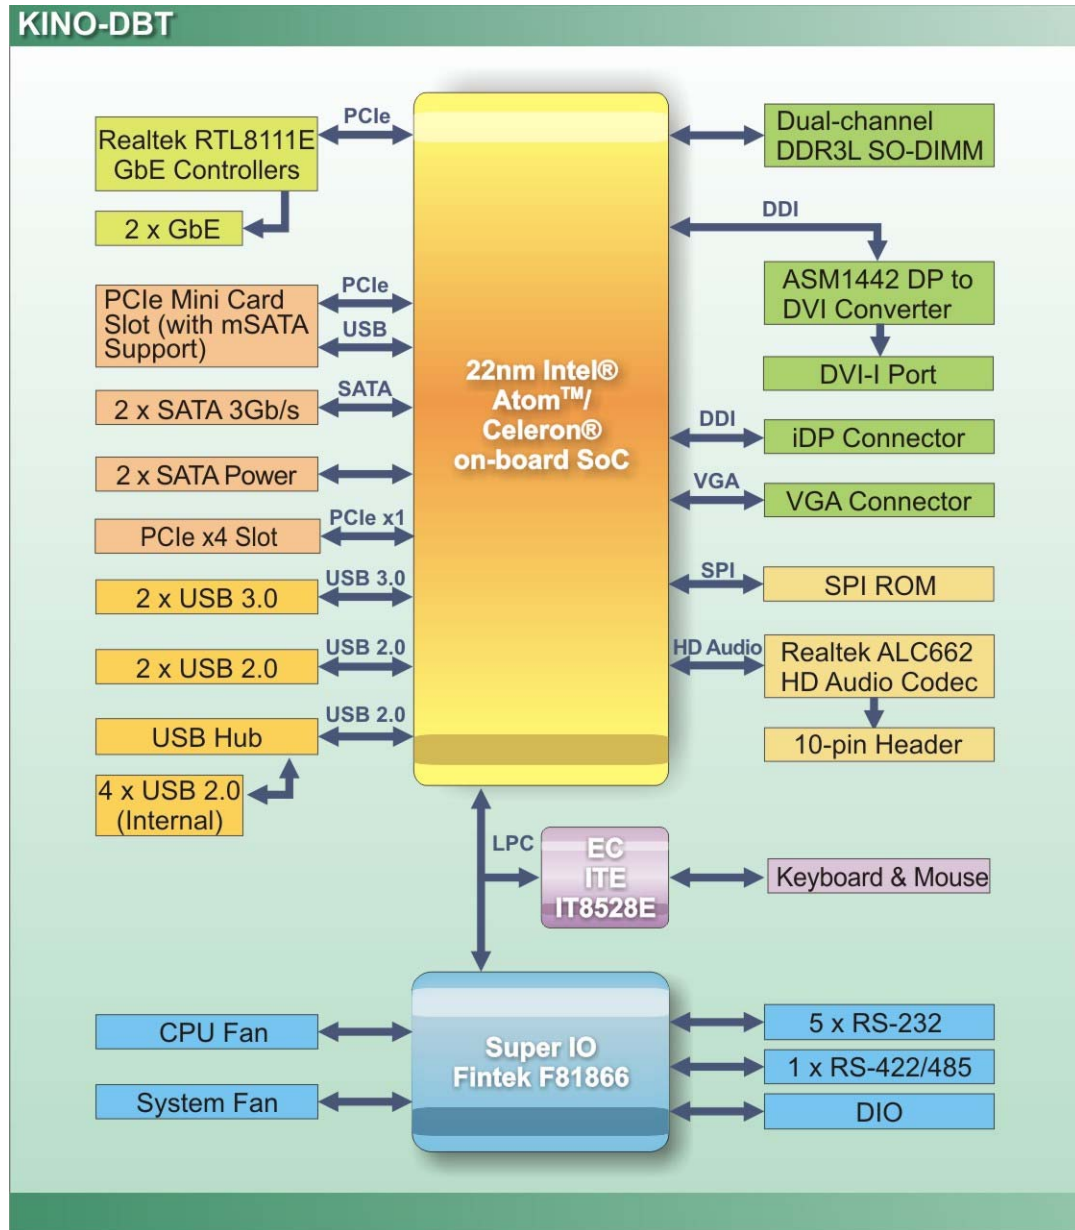 KINO-DBT
Realtek RTL8111E
GbE Controllers
PCIe
2 x GbE
PCIe Mini Card
Slot (with mSATA
Support)
PCIe
USB
2 x SATA 3Gb/s
SATA
2 x SATA Power
PCIe x4 Slot
PCIe x1
2 x USB 3.0
USB 3.0
2 x USB 2.0
USB 2.0
USB Hub
USB 2.0
4 x USB 2.0
(Internal)
22nm Intel®
Atom™/
Celeron®
on-board SoC
Dual-channel
DDR3L SO-DIMM
DDI
ASM1442 DP to
DVI Converter
DVI-I Port
DDI
iDP Connector
VGA
VGA Connector
SPI
SPI ROM
HD Audio
Realtek ALC662
HD Audio Codec
10-pin Header
LPC
EC
ITE
IT8528E
Keyboard & Mouse
CPU Fan
System Fan
Super IO
Fintek F81866
5 x RS-232
1 x RS-422/485
DIO